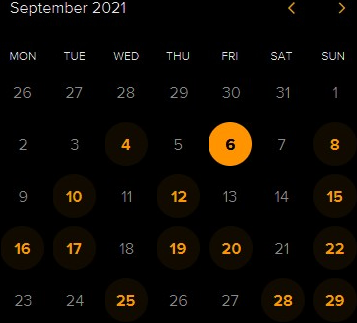 September 2021
MON TUE WED THU FRI SAT SUN
26 27 28 29 30 31 1
2 3 4 5 6 7 8
9 10 11 12 13 14 15
16 17 18 19 20 21 22
23 24 25 26 27 28 29